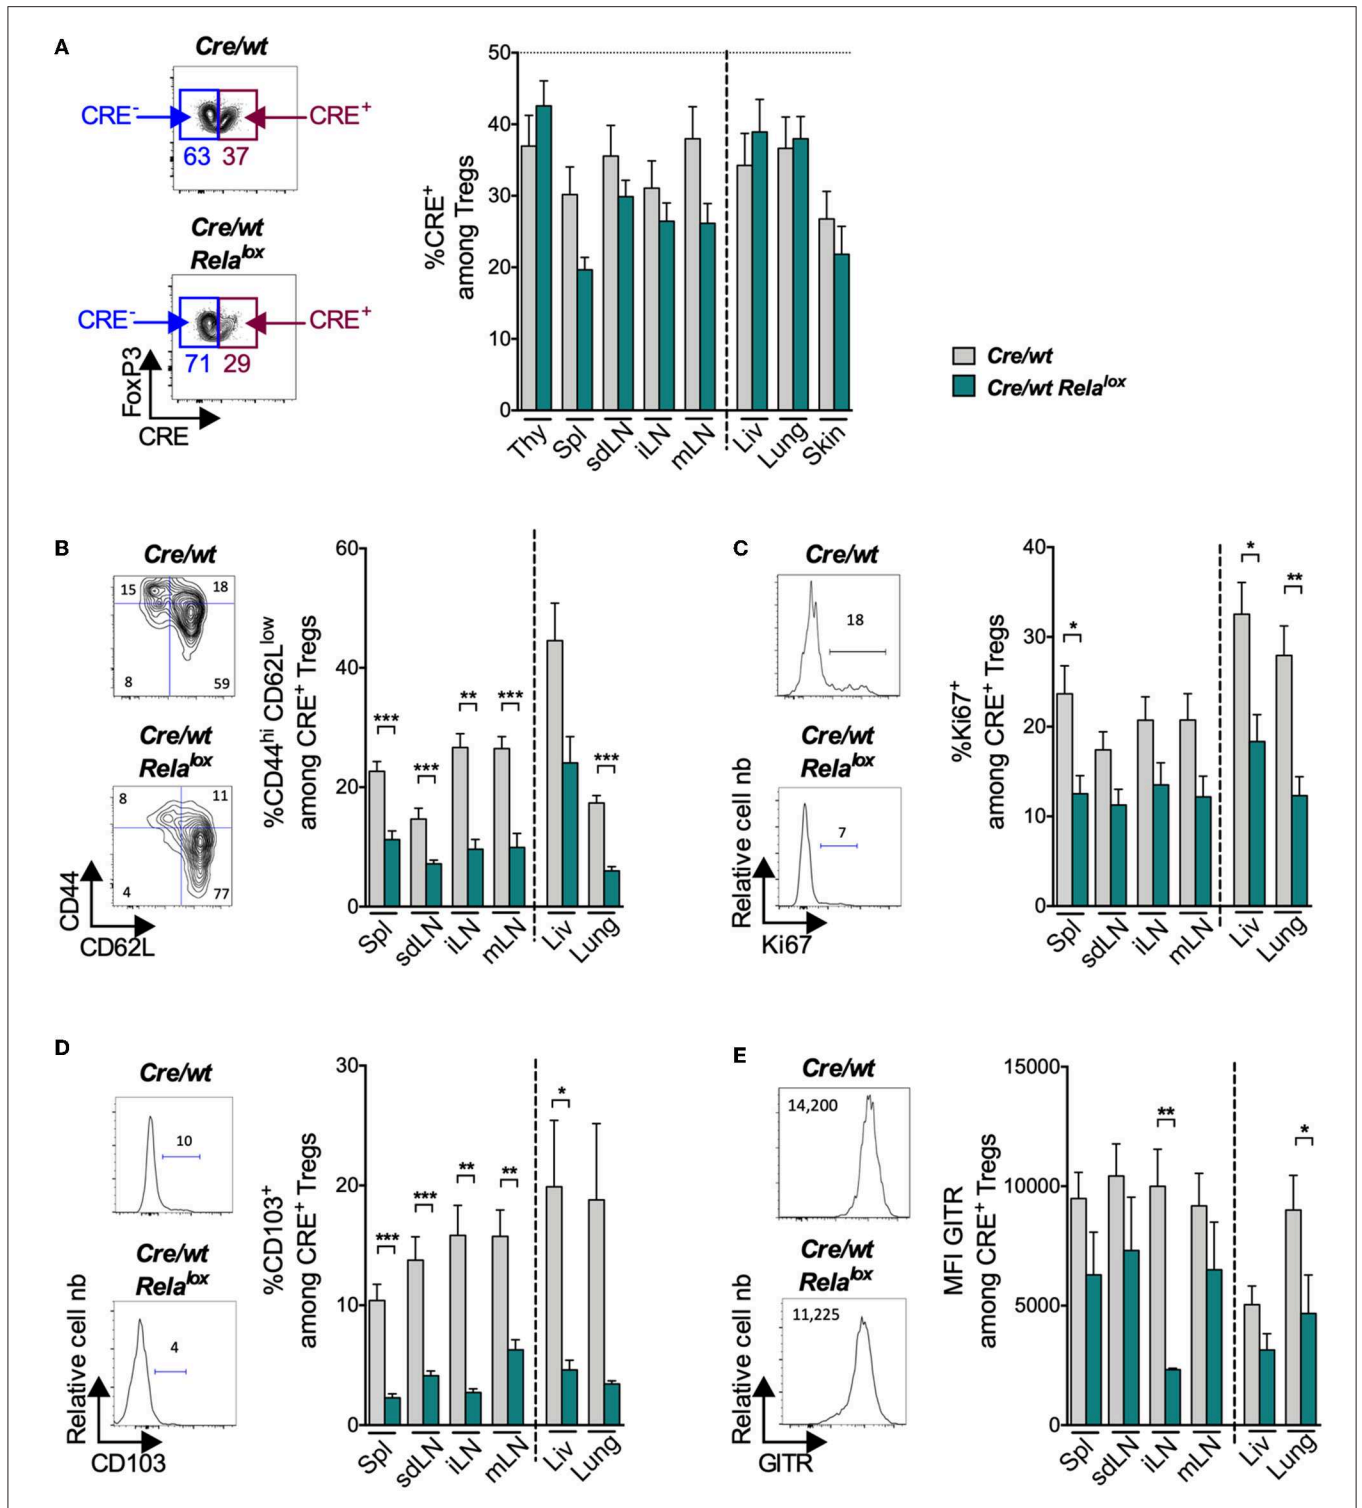 A
Cre/wt
CRE-
CRE+
63 37
Cre/wt
Relalox
CRE-
CRE+
71 29
FoxP3
CRE
%CRE+
among Tregs
50
40
30
20
10
0
Thy Spl sdLN iLN mLN Liv Lung Skin
Cre/wt
Cre/wt Relalox
B
Cre/wt
15 18
8 59
Cre/wt
Relalox
8 11
4 77
CD44
CD62L
%CD44hi CD62Llow
among CRE+ Tregs
60
40
20
0
*** *** ** *** ***
Spl sdLN iLN mLN Liv Lung
C
Cre/wt
18
Cre/wt
Relalox
7
Relative cell nb
Ki67
%Ki67+
among CRE+ Tregs
40
30
20
10
0
* * **
Spl sdLN iLN mLN Liv Lung
D
Cre/wt
10
Cre/wt
Relalox
4
Relative cell nb
CD103
%CD103+
among CRE+ Tregs
30
20
10
0
*** *** ** ** *
Spl sdLN iLN mLN Liv Lung
E
Cre/wt
14,200
Cre/wt
Relalox
11,225
Relative cell nb
GITR
MFI GITR
among CRE+ Tregs
15000
10000
5000
0
** *
Spl sdLN iLN mLN Liv Lung